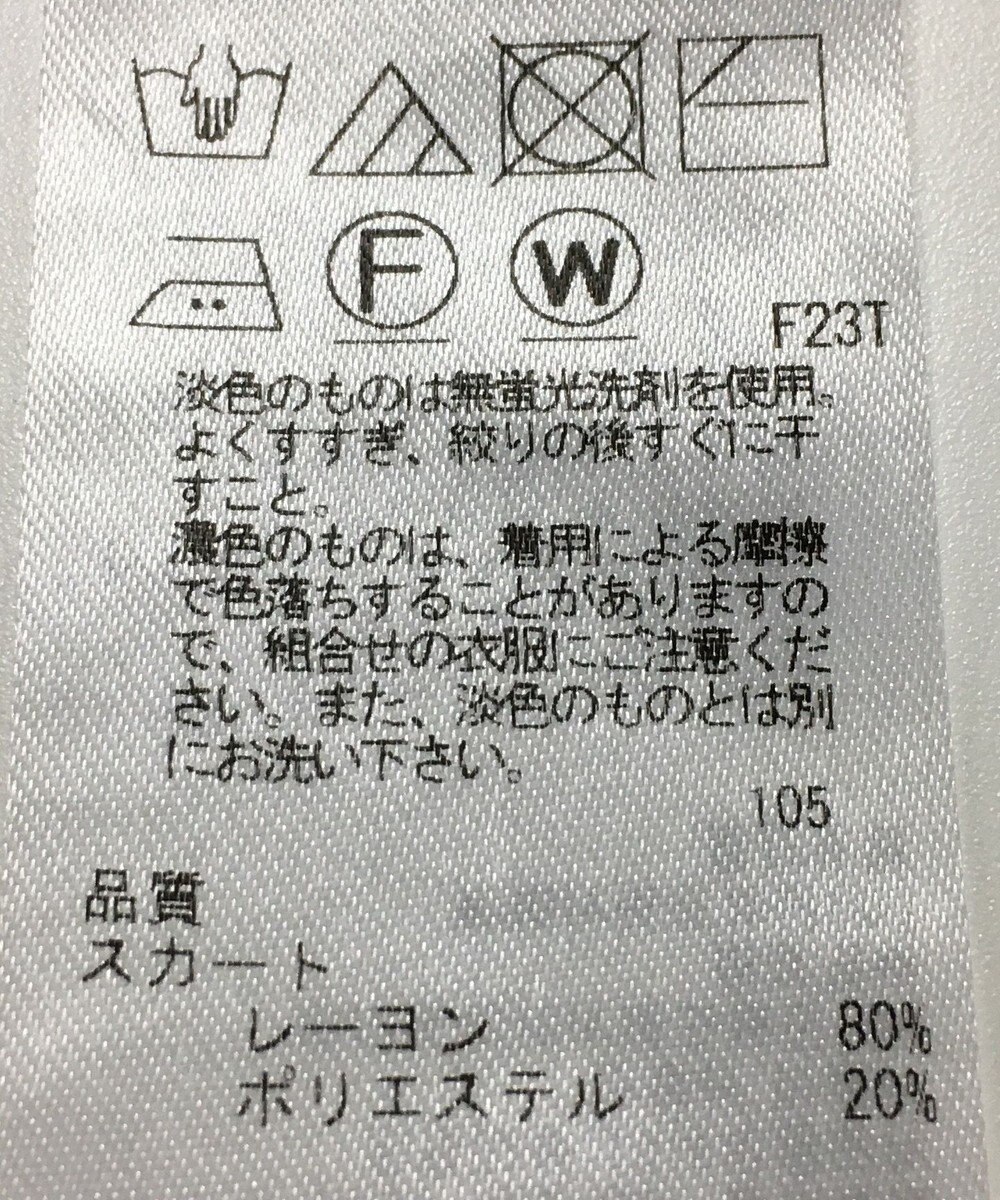 F
W
F23T
淡色のものは無蛍光洗剤を使用。
よくすすぎ、絞りの後すぐに干
すこと。
濃色のものは、着用による摩擦
で色落ちすることがありますの
で、組合せの衣服にご注意くだ
さい。また、淡色のものとは別
にお洗い下さい。
105
品質
スカート
レーヨン 80%
ポリエステル 20%